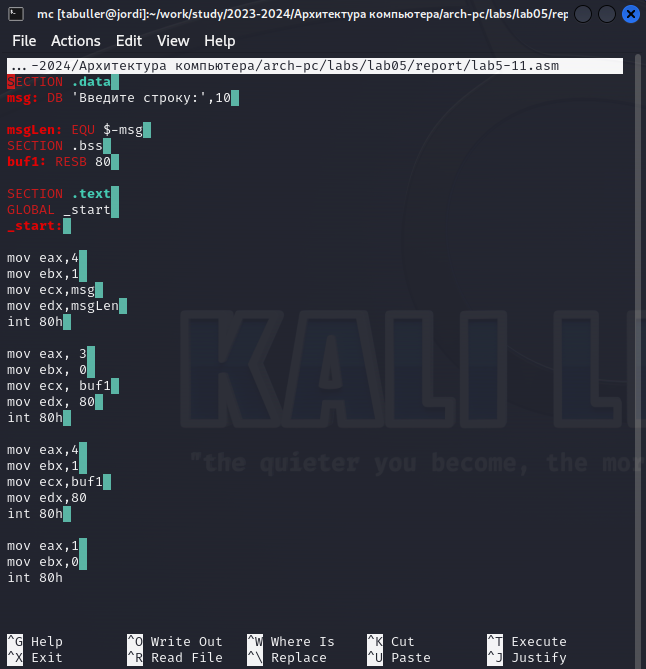 mc [tabuller@jordi]:~/work/study/2023-2024/Архитектура компьютера/arch-pc/labs/lab05/rep
File Actions Edit View Help
...-2024/Архитектура компьютера/arch-pc/labs/lab05/report/lab5-11.asm
SECTION .data
msg: DB 'Введите строку:',10
msgLen: EQU $-msg
SECTION .bss
buf1: RESB 80
SECTION .text
GLOBAL _start
_start:
mov eax,4
mov ebx,1
mov ecx,msg
mov edx,msgLen
int 80h
mov eax, 3
mov ebx, 0
mov ecx, buf1
mov edx, 80
int 80h
mov eax,4
mov ebx,1
mov ecx,buf1
mov edx,80
int 80h
mov eax,1
mov ebx,0
int 80h
KALI LI
"the quieter you become, the mor
^G Help ^O Write Out ^W Where Is ^K Cut ^T Execute
^X Exit ^R Read File ^\ Replace ^U Paste ^J Justify